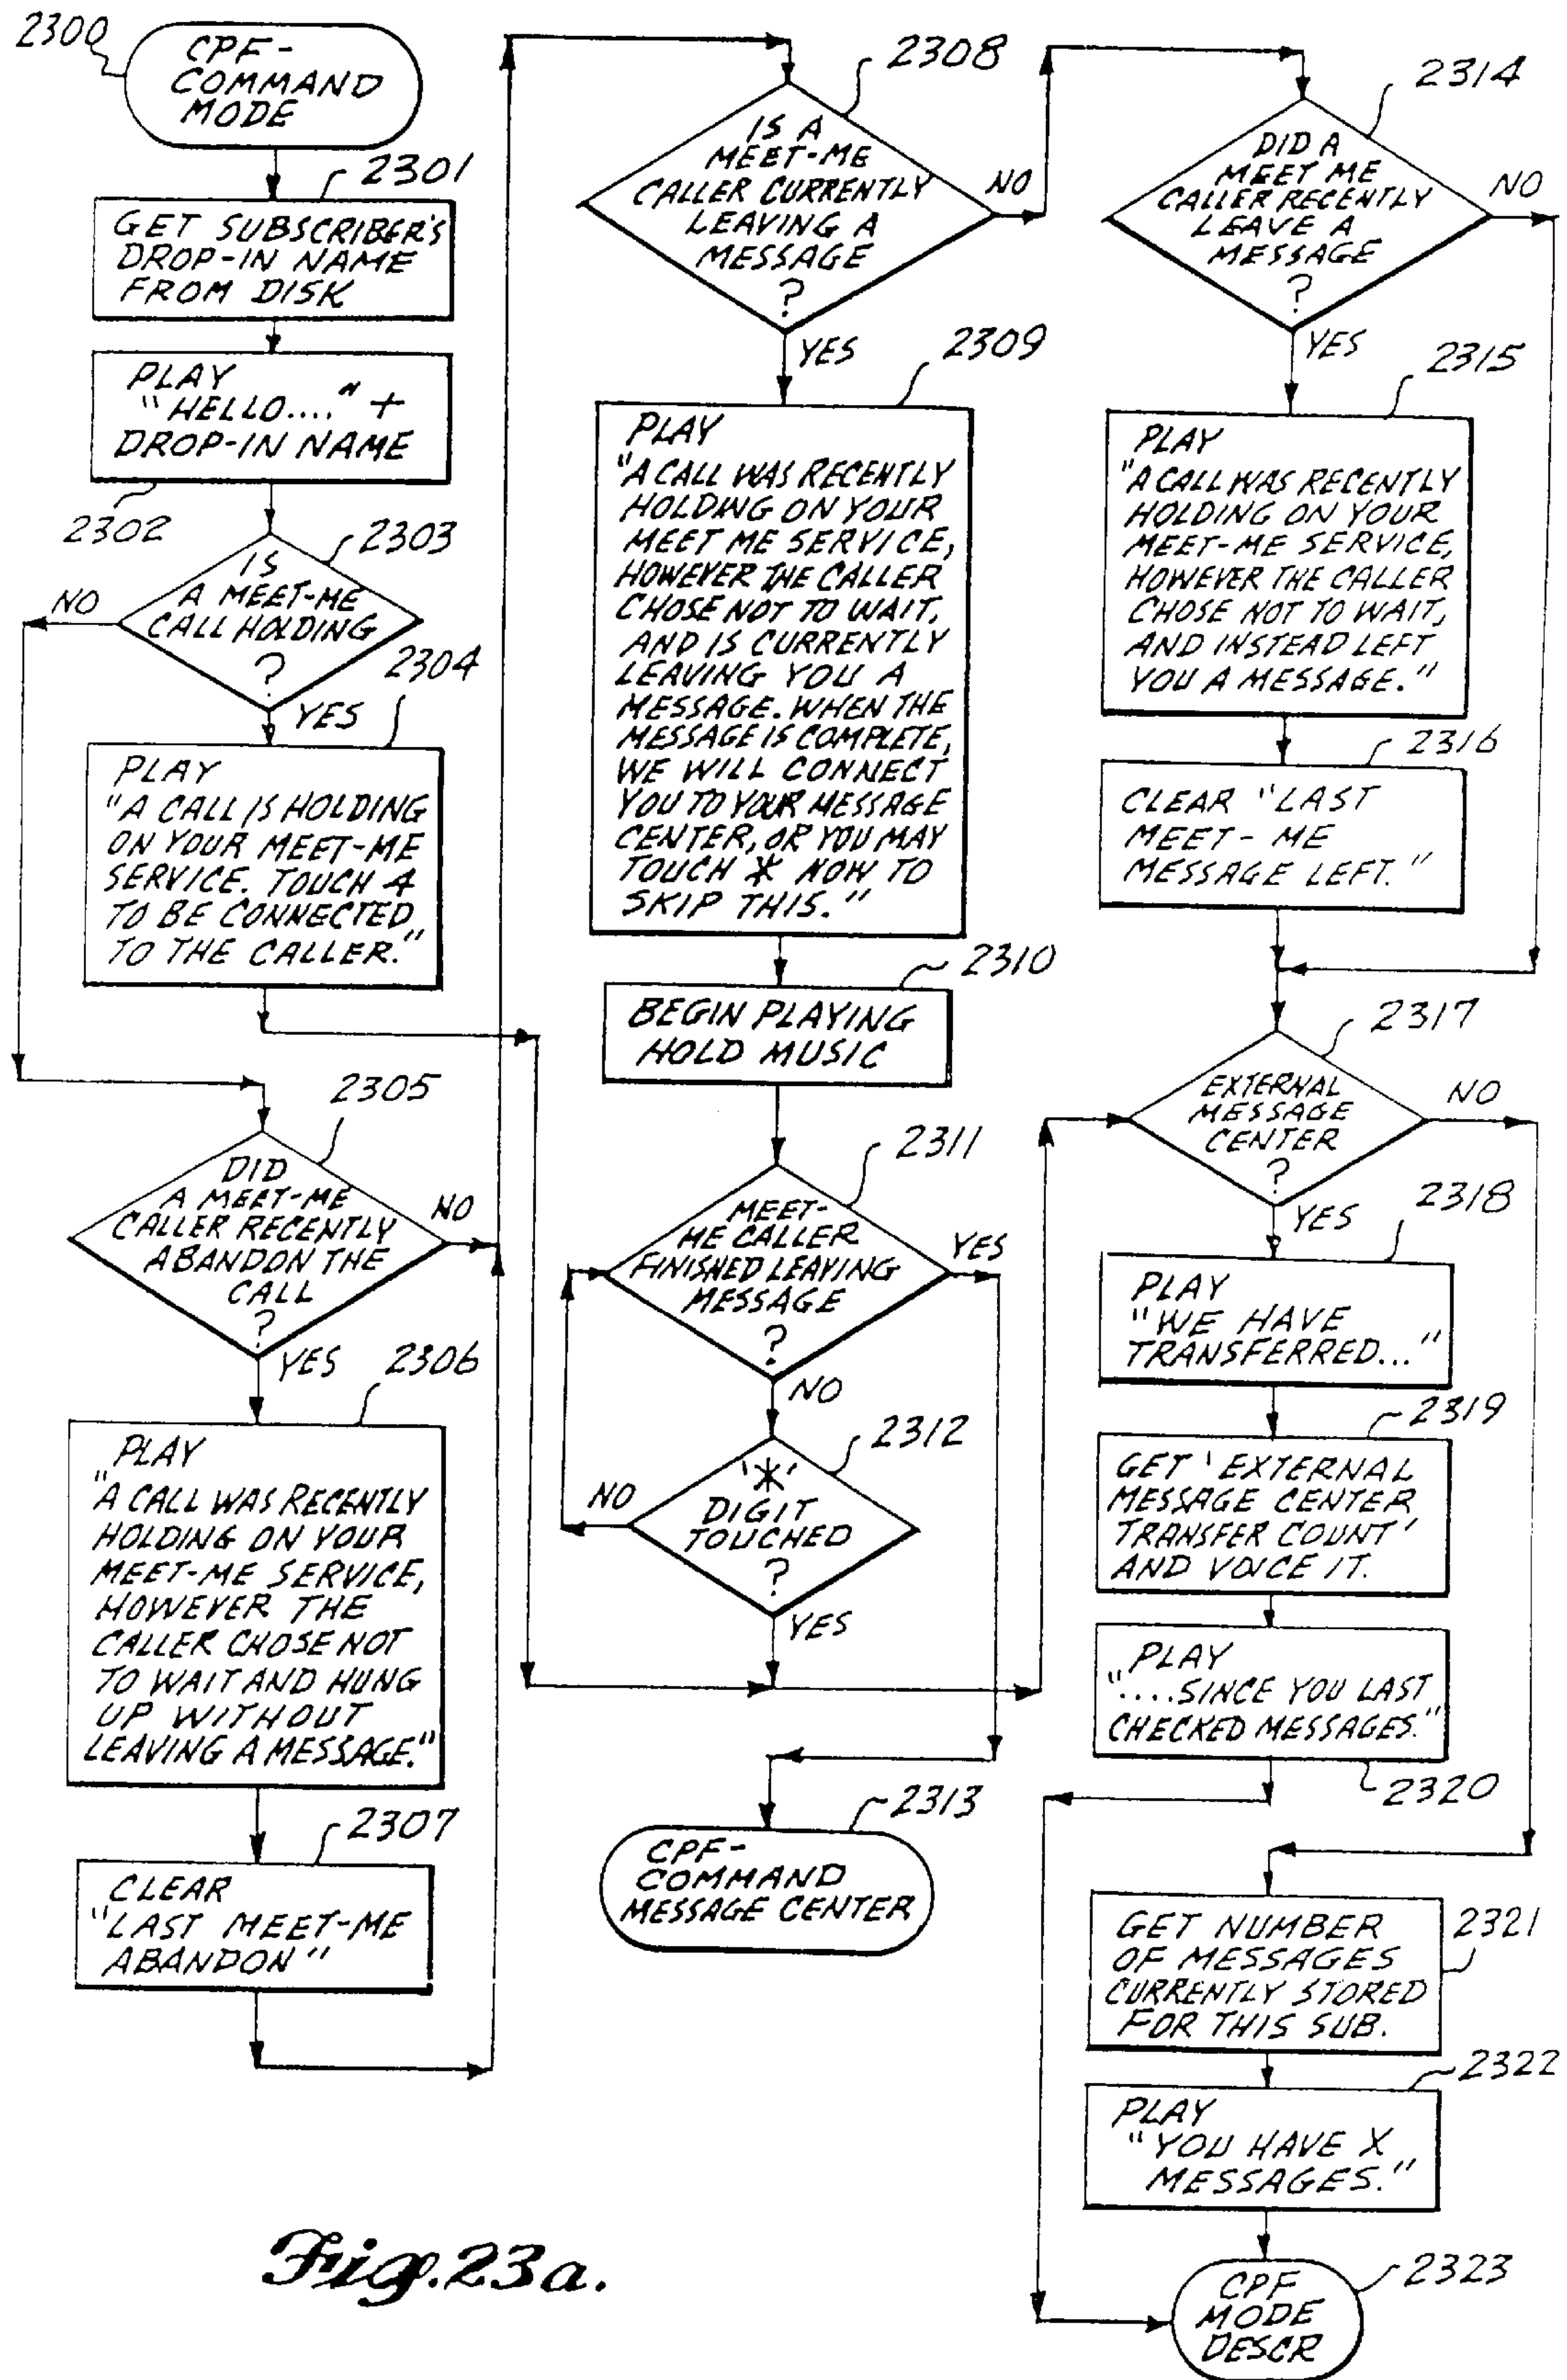 2300
CPF-
COMMAND
MODE
2301
GET SUBSCRIBER'S
DROP-IN NAME
FROM DISK
PLAY
"HELLO...." +
DROP-IN NAME
2302
2303
IS
A MEET-ME
CALL HOLDING
?
NO
YES
2304
PLAY
"A CALL IS HOLDING
ON YOUR MEET-ME
SERVICE. TOUCH 4
TO BE CONNECTED
TO THE CALLER."
2305
DID
A MEET-ME
CALLER RECENTLY
ABANDON THE
CALL
?
NO
YES
2306
PLAY
"A CALL WAS RECENTLY
HOLDING ON YOUR
MEET-ME SERVICE,
HOWEVER THE
CALLER CHOSE NOT
TO WAIT AND HUNG
UP WITHOUT
LEAVING A MESSAGE."
2307
CLEAR
"LAST MEET-ME
ABANDON"
2308
IS A
MEET-ME
CALLER CURRENTLY
LEAVING A
MESSAGE
?
NO
YES
2309
PLAY
"A CALL WAS RECENTLY
HOLDING ON YOUR
MEET ME SERVICE,
HOWEVER THE CALLER
CHOSE NOT TO WAIT,
AND IS CURRENTLY
LEAVING YOU A
MESSAGE. WHEN THE
MESSAGE IS COMPLETE,
WE WILL CONNECT
YOU TO YOUR MESSAGE
CENTER, OR YOU MAY
TOUCH * NOW TO
SKIP THIS."
2310
BEGIN PLAYING
HOLD MUSIC
2311
MEET-
ME CALLER
FINISHED LEAVING
MESSAGE
?
YES
NO
2312
'*'
DIGIT
TOUCHED
?
NO
YES
2313
CPF-
COMMAND
MESSAGE CENTER
2314
DID A
MEET ME
CALLER RECENTLY
LEAVE A
MESSAGE
?
NO
YES
2315
PLAY
"A CALL WAS RECENTLY
HOLDING ON YOUR
MEET-ME SERVICE,
HOWEVER THE CALLER
CHOSE NOT TO WAIT,
AND INSTEAD LEFT
YOU A MESSAGE."
2316
CLEAR "LAST
MEET-ME
MESSAGE LEFT."
2317
EXTERNAL
MESSAGE
CENTER
?
NO
YES
2318
PLAY
"WE HAVE
TRANSFERRED..."
2319
GET 'EXTERNAL
MESSAGE CENTER
TRANSFER COUNT'
AND VOICE IT.
PLAY
"....SINCE YOU LAST
CHECKED MESSAGES."
2320
GET NUMBER
OF MESSAGES
CURRENTLY STORED
FOR THIS SUB.
2321
2322
PLAY
"YOU HAVE X
MESSAGES."
2323
CPF
MODE
DESCR
Fig. 23a.